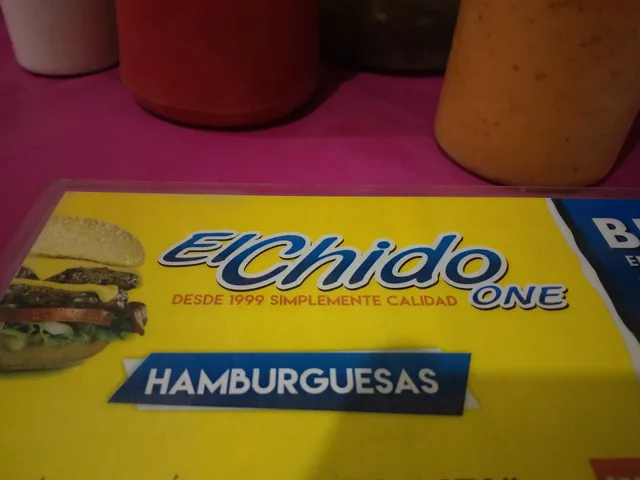 El Chido ONE
DESDE 1999 SIMPLEMENTE CALIDAD
HAMBURGUESAS